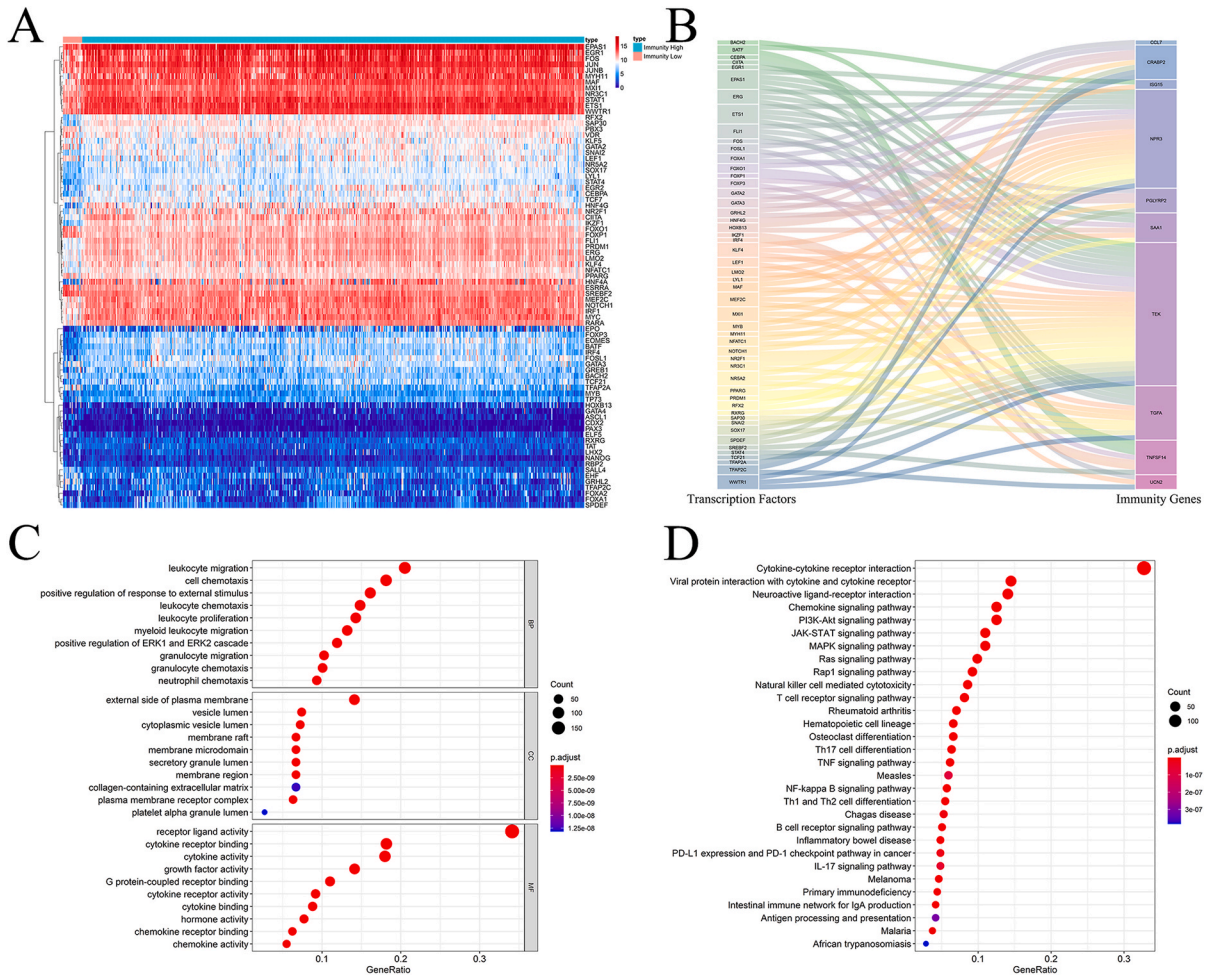 A
type
EPAS1
EGR1
FOS
JUN
JUNB
MYH11
MAF
MXI1
NR3C1
STAT1
ETS1
WWTR1
RFX2
SAP30
PBX3
VDR
KLF5
GATA2
SNAI2
LEF1
NR5A2
SOX17
LYL1
STAT4
EGR2
CEBPA
TCF7
HNF4G
NR2F1
CIITA
IKZF1
FOXO1
FOXP1
FLI1
PRDM1
ERG
LMO2
KLF4
NFATC1
PPARG
HNF4A
ESRRA
SREBF2
MEF2C
NOTCH1
IRF1
MYC
RARA
EPO
FOXP3
EOMES
BATF
IRF4
FOSL1
GATA3
GREB1
BACH2
TCF21
TFAP2A
MYB
TP73
HOXB13
GATA4
ASCL1
CDX2
PAX3
ELF5
RXRG
TAT
LHX2
NANOG
RBP2
SALL4
EHF
GRHL2
TFAP2C
FOXA2
FOXA1
SPDEF
15
10
5
0
type
Immunity High
Immunity Low
B
BACH2
BATF
CEBPA
CIITA
EGR1
EPAS1
ERG
ETS1
FLI1
FOS
FOSL1
FOXA1
FOXO1
FOXP1
FOXP3
GATA2
GATA3
GRHL2
HNF4G
HOXB13
IKZF1
IRF4
KLF4
LEF1
LMO2
LYL1
MAF
MEF2C
MXI1
MYB
MYH11
NFATC1
NOTCH1
NR2F1
NR3C1
NR5A2
PPARG
PRDM1
RFX2
RXRG
SAP30
SNAI2
SOX17
SPDEF
SREBF2
STAT4
TCF21
TFAP2A
TFAP2C
WWTR1
Transcription Factors
CCL7
CRABP2
ISG15
NPR3
PGLYRP2
SAA1
TEK
TGFA
TNFSF14
UCN2
Immunity Genes
C
leukocyte migration
cell chemotaxis
positive regulation of response to external stimulus
leukocyte chemotaxis
leukocyte proliferation
myeloid leukocyte migration
positive regulation of ERK1 and ERK2 cascade
granulocyte migration
granulocyte chemotaxis
neutrophil chemotaxis
BP
external side of plasma membrane
vesicle lumen
cytoplasmic vesicle lumen
membrane raft
membrane microdomain
secretory granule lumen
membrane region
collagen-containing extracellular matrix
plasma membrane receptor complex
platelet alpha granule lumen
CC
receptor ligand activity
cytokine receptor binding
cytokine activity
growth factor activity
G protein-coupled receptor binding
cytokine receptor activity
cytokine binding
hormone activity
chemokine receptor binding
chemokine activity
MF
0.1
0.2
0.3
GeneRatio
Count
50
100
150
p.adjust
2.50e-09
5.00e-09
7.50e-09
1.00e-08
1.25e-08
D
Cytokine-cytokine receptor interaction
Viral protein interaction with cytokine and cytokine receptor
Neuroactive ligand-receptor interaction
Chemokine signaling pathway
PI3K-Akt signaling pathway
JAK-STAT signaling pathway
MAPK signaling pathway
Ras signaling pathway
Rap1 signaling pathway
Natural killer cell mediated cytotoxicity
T cell receptor signaling pathway
Rheumatoid arthritis
Hematopoietic cell lineage
Osteoclast differentiation
Th17 cell differentiation
TNF signaling pathway
Measles
NF-kappa B signaling pathway
Th1 and Th2 cell differentiation
Chagas disease
B cell receptor signaling pathway
Inflammatory bowel disease
PD-L1 expression and PD-1 checkpoint pathway in cancer
IL-17 signaling pathway
Melanoma
Primary immunodeficiency
Intestinal immune network for IgA production
Antigen processing and presentation
Malaria
African trypanosomiasis
0.1
0.2
0.3
GeneRatio
Count
50
100
p.adjust
1e-07
2e-07
3e-07